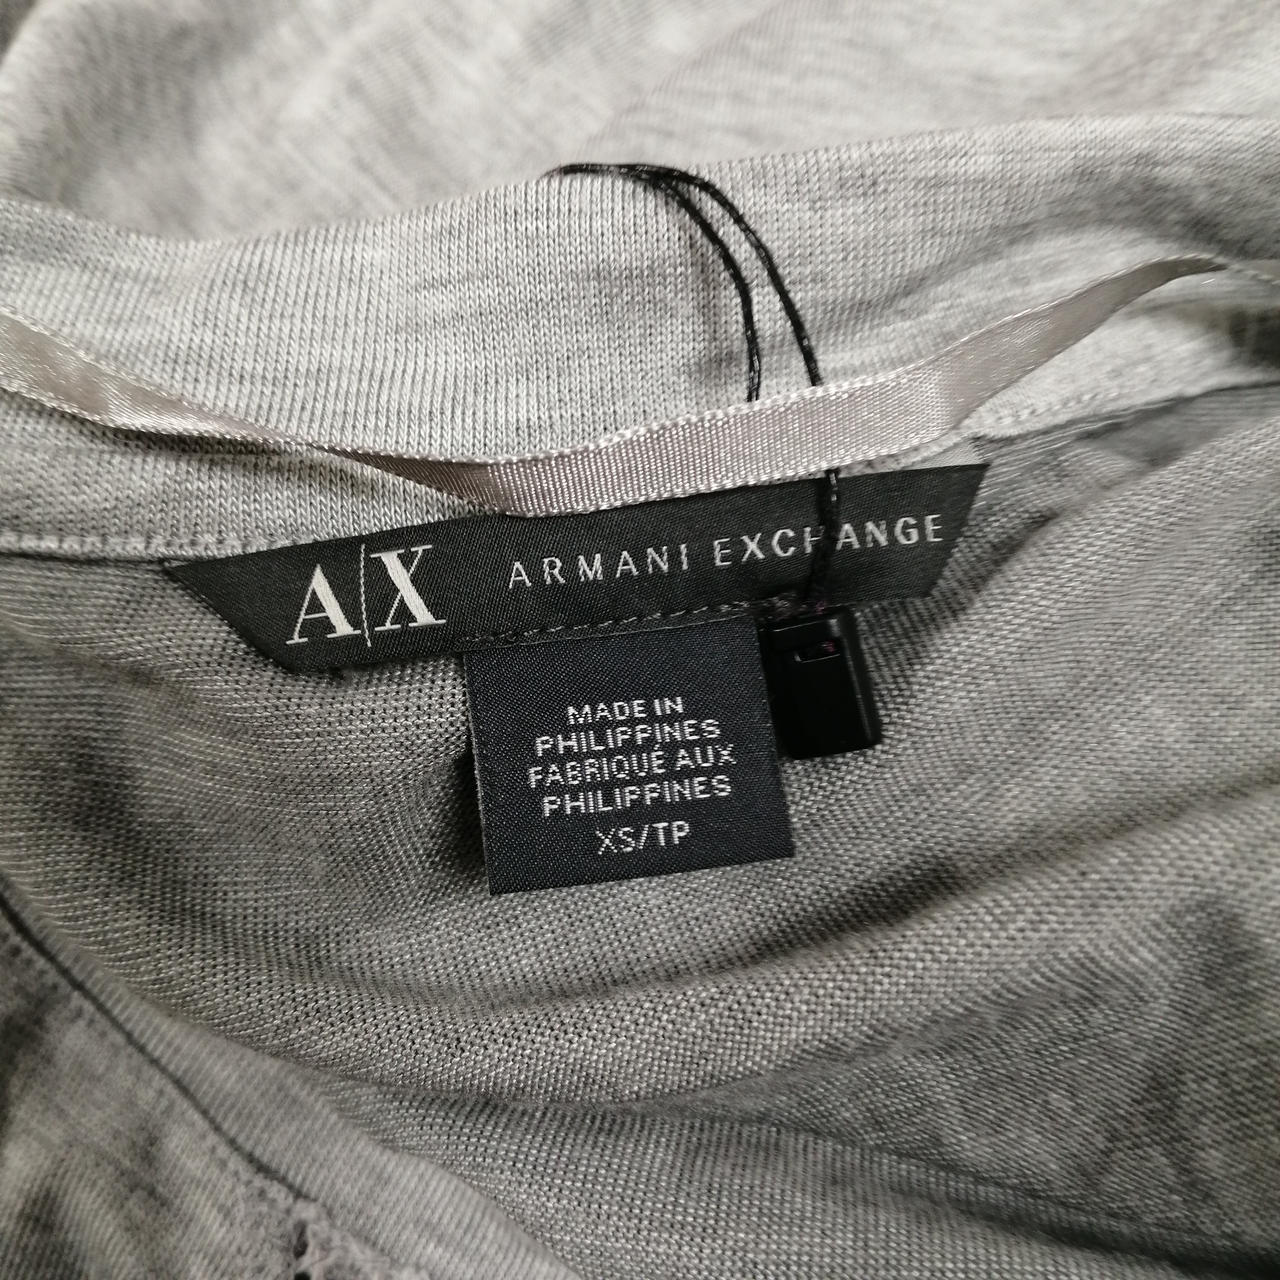 A|X ARMANI EXCHANGE
MADE IN
PHILIPPINES
FABRIQUÉ AUX
PHILIPPINES
XS/TP